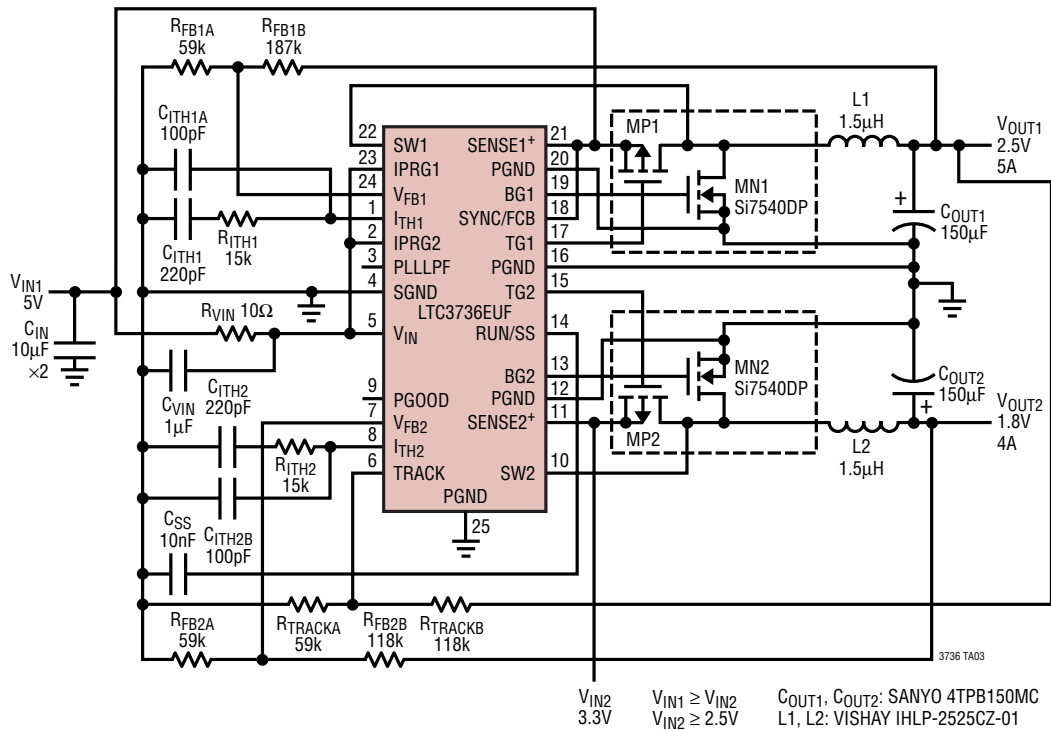 RFB1A
59k
RFB1B
187k
CITH1A
100pF
CITH1
220pF
RITH1
15k
VIN1
5V
CIN
10µF
×2
RVIN 10Ω
CVIN
1µF
CITH2
220pF
RITH2
15k
CITH2B
100pF
CSS
10nF
RFB2A
59k
RTRACKA
59k
RFB2B
118k
RTRACKB
118k
22 SW1
23 IPRG1
24 VFB1
1 ITH1
2 IPRG2
3 PLLLPF
4 SGND
5 VIN
9 PGOOD
7 VFB2
8 ITH2
6 TRACK
LTC3736EUF
SENSE1+ 21
PGND 20
BG1 19
SYNC/FCB 18
TG1 17
PGND 16
TG2 15
RUN/SS 14
BG2 13
PGND 12
SENSE2+ 11
SW2 10
PGND
25
MP1
MN1
Si7540DP
L1
1.5µH
VOUT1
2.5V
5A
+
COUT1
150µF
MN2
Si7540DP
MP2
L2
1.5µH
COUT2
150µF
+
VOUT2
1.8V
4A
3736 TA03
VIN2
3.3V
VIN1 ≥ VIN2
VIN2 ≥ 2.5V
COUT1, COUT2: SANYO 4TPB150MC
L1, L2: VISHAY IHLP-2525CZ-01